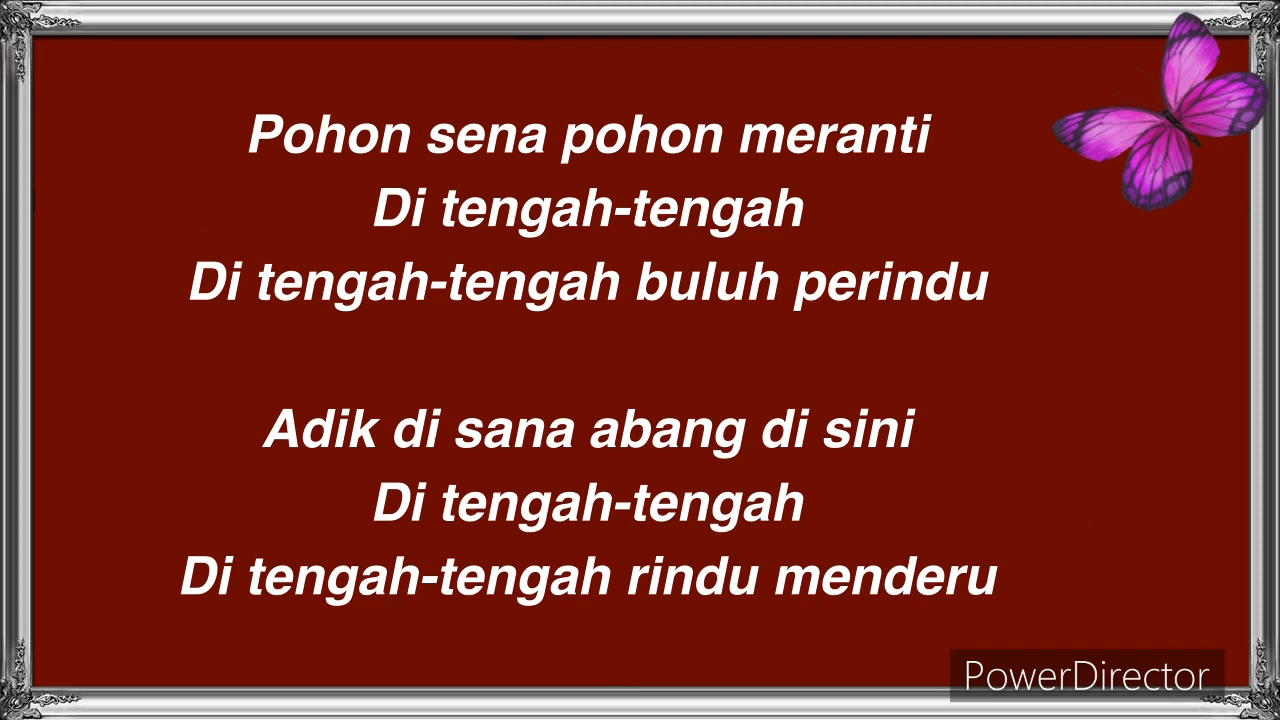 Pohon sena pohon meranti
Di tengah-tengah
Di tengah-tengah buluh perindu
Adik di sana abang di sini
Di tengah-tengah
Di tengah-tengah rindu menderu
PowerDirector